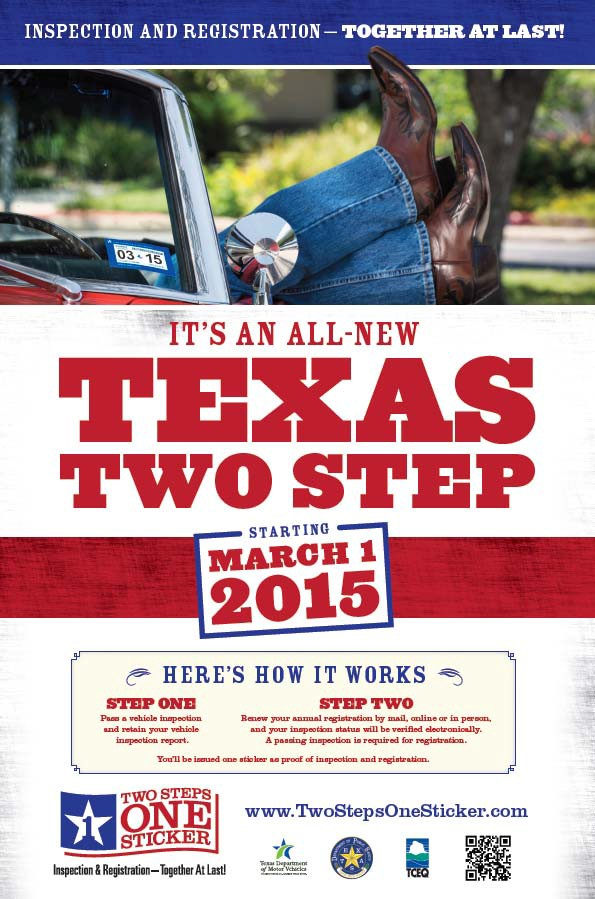 INSPECTION AND REGISTRATION—TOGETHER AT LAST!
03 15
IT'S AN ALL-NEW
TEXAS
TWO STEP
STARTING
MARCH 1
2015
HERE'S HOW IT WORKS
STEP ONE
Pass a vehicle inspection
and retain your vehicle
inspection report.
STEP TWO
Renew your annual registration by mail, online or in person,
and your inspection status will be verified electronically.
A passing inspection is required for registration.
You'll be issued one sticker as proof of inspection and registration.
1
TWO STEPS
ONE
STICKER
Inspection & Registration—Together At Last!
www.TwoStepsOneSticker.com
Texas Department
of Motor Vehicles
TCEQ